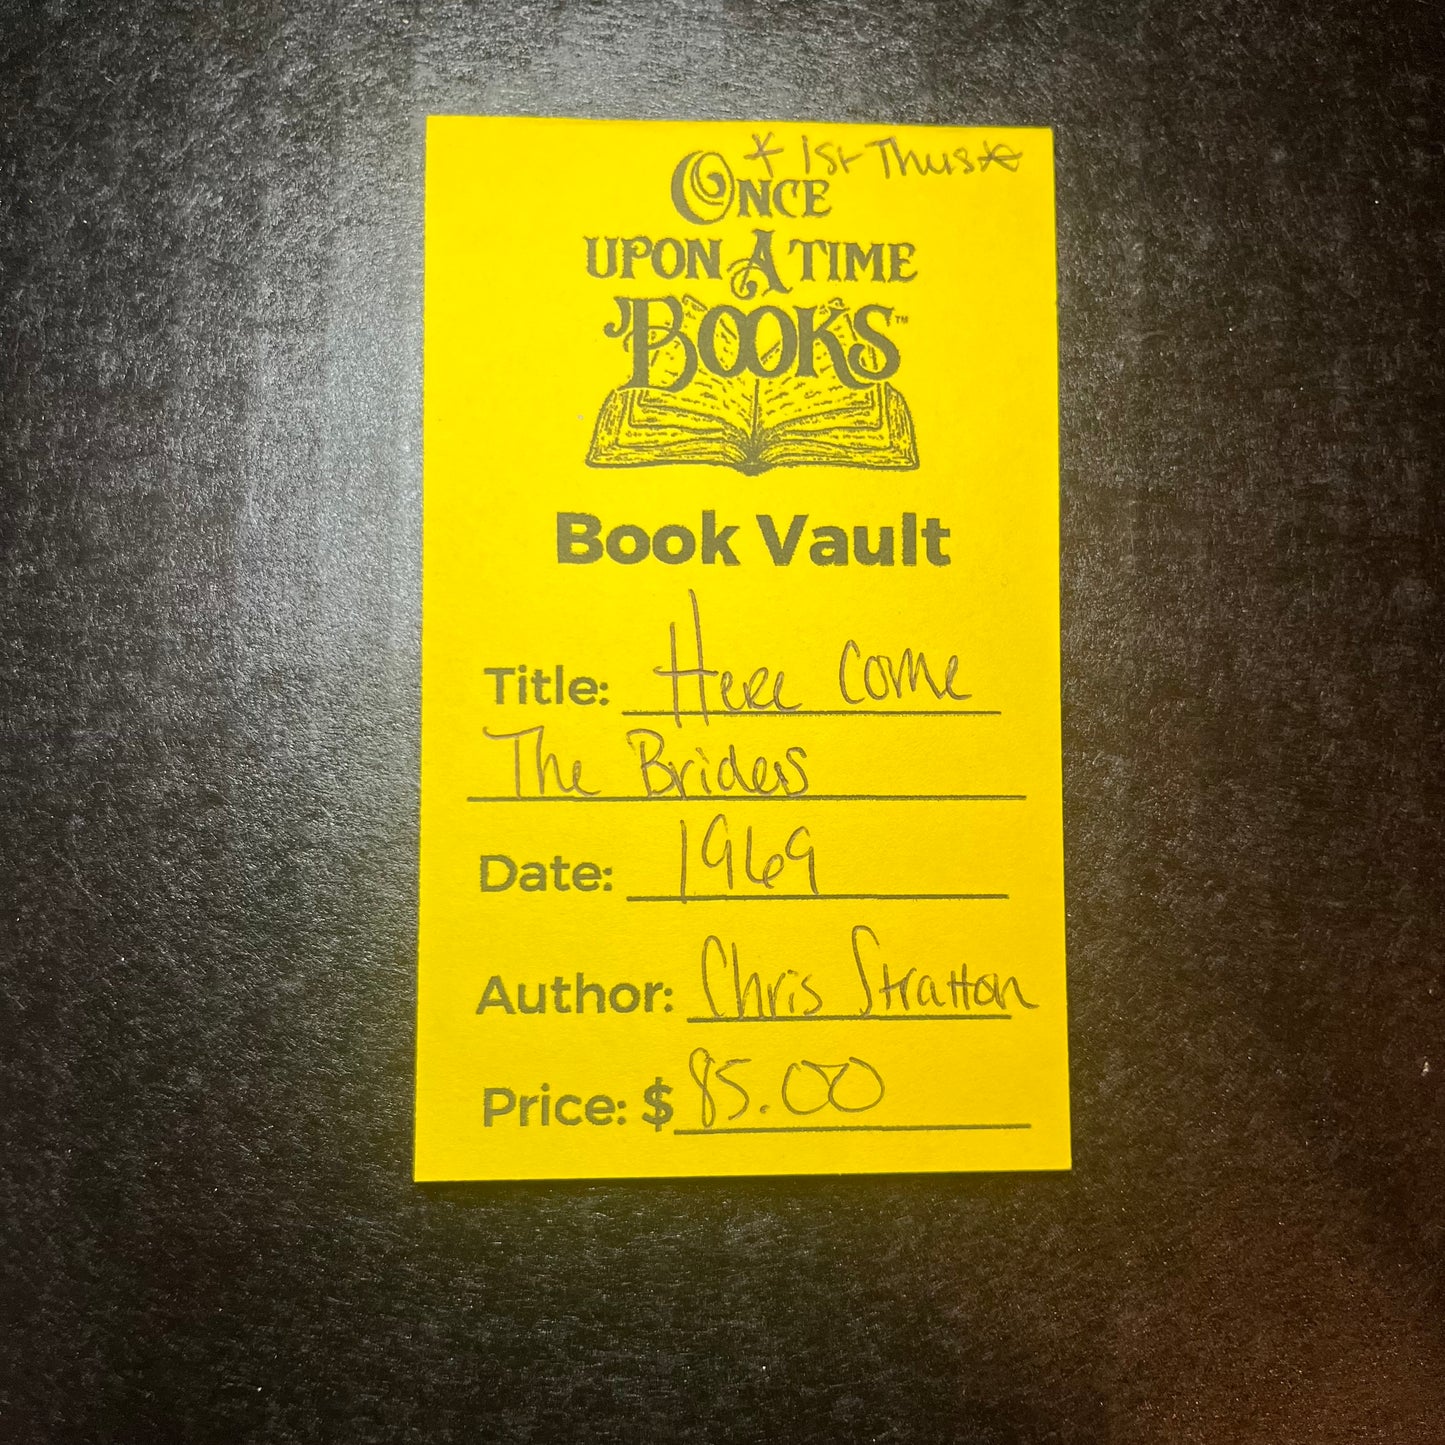 * 1st Thus *
ONCE
UPON A TIME
BOOKS™
Book Vault
Title: Here come
The Brides
Date: 1969
Author: Chris Stratton
Price: $ 85.00